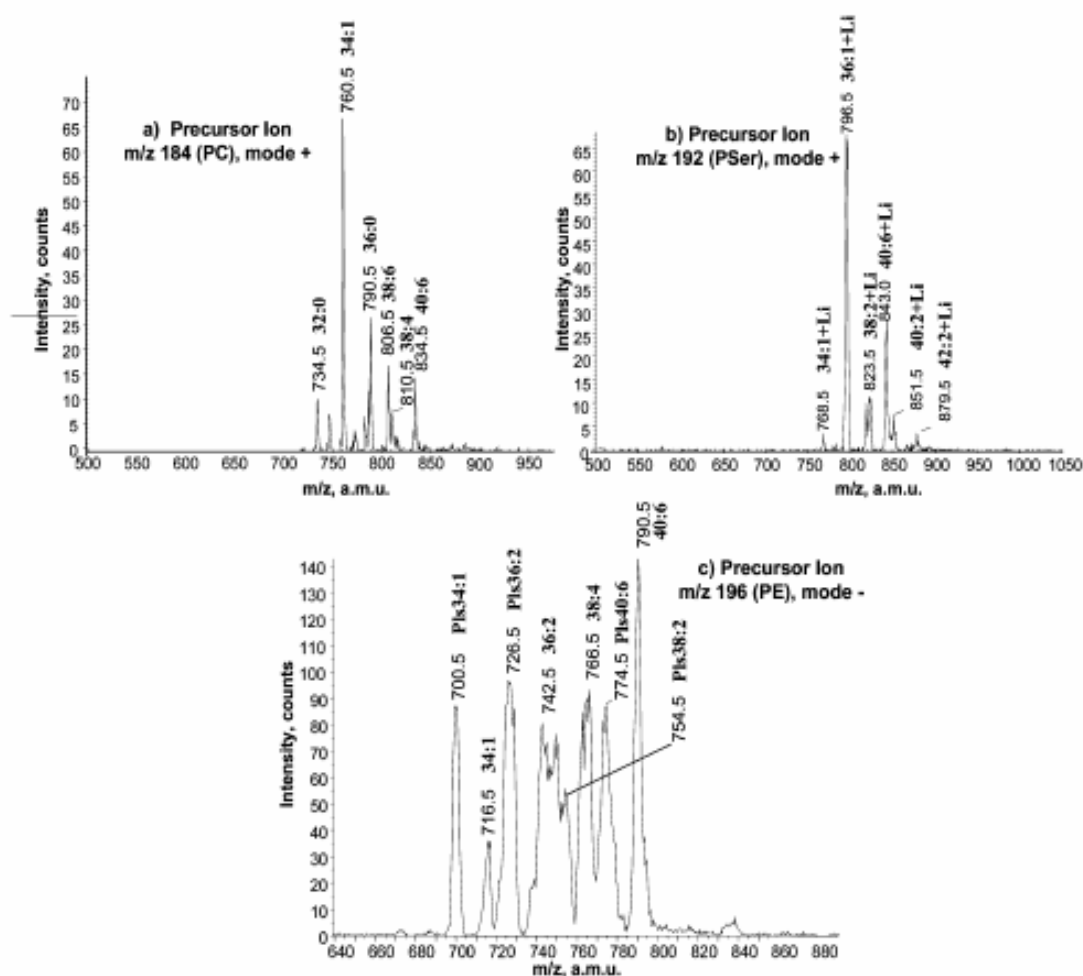 a) Precursor Ion
m/z 184 (PC), mode +
Intensity, counts
70
65
60
55
50
45
40
35
30
25
20
15
10
5
0
734.5 32:0
760.5 34:1
790.5 36:0
806.5 38:6
810.5 38:4
834.5 40:6
500 550 600 650 700 750 800 850 900 950
m/z, a.m.u.
b) Precursor Ion
m/z 192 (PSer), mode +
Intensity, counts
65
60
55
50
45
40
35
30
25
20
15
10
5
0
768.5 34:1+Li
796.5 36:1+Li
823.5 38:2+Li
843.0 40:6+Li
851.5 40:2+Li
879.5 42:2+Li
500 550 600 650 700 750 800 850 900 950 1000 1050
m/z, a.m.u.
c) Precursor Ion
m/z 196 (PE), mode -
Intensity, counts
140
130
120
110
100
90
80
70
60
50
40
30
20
10
0
700.5 Pls34:1
716.5 34:1
726.5 Pls36:2
742.5 36:2
766.5 38:4
774.5 Pls40:6
790.5 40:6
754.5 Pls38:2
640 660 680 700 720 740 760 780 800 820 840 860 880
m/z, a.m.u.